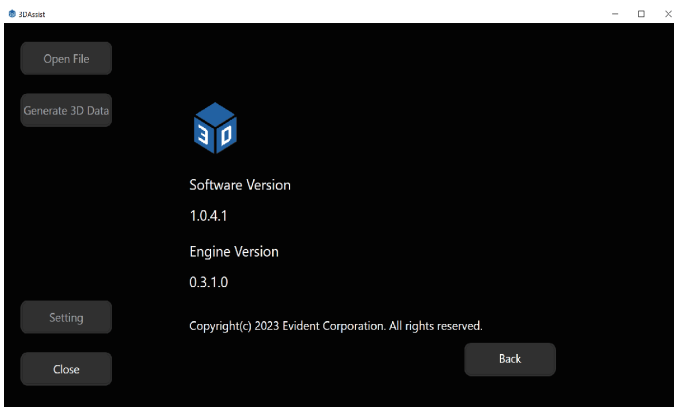 3DAssist
Open File
Generate 3D Data
3D
Software Version
1.0.4.1
Engine Version
0.3.1.0
Setting
Copyright(c) 2023 Evident Corporation. All rights reserved.
Back
Close